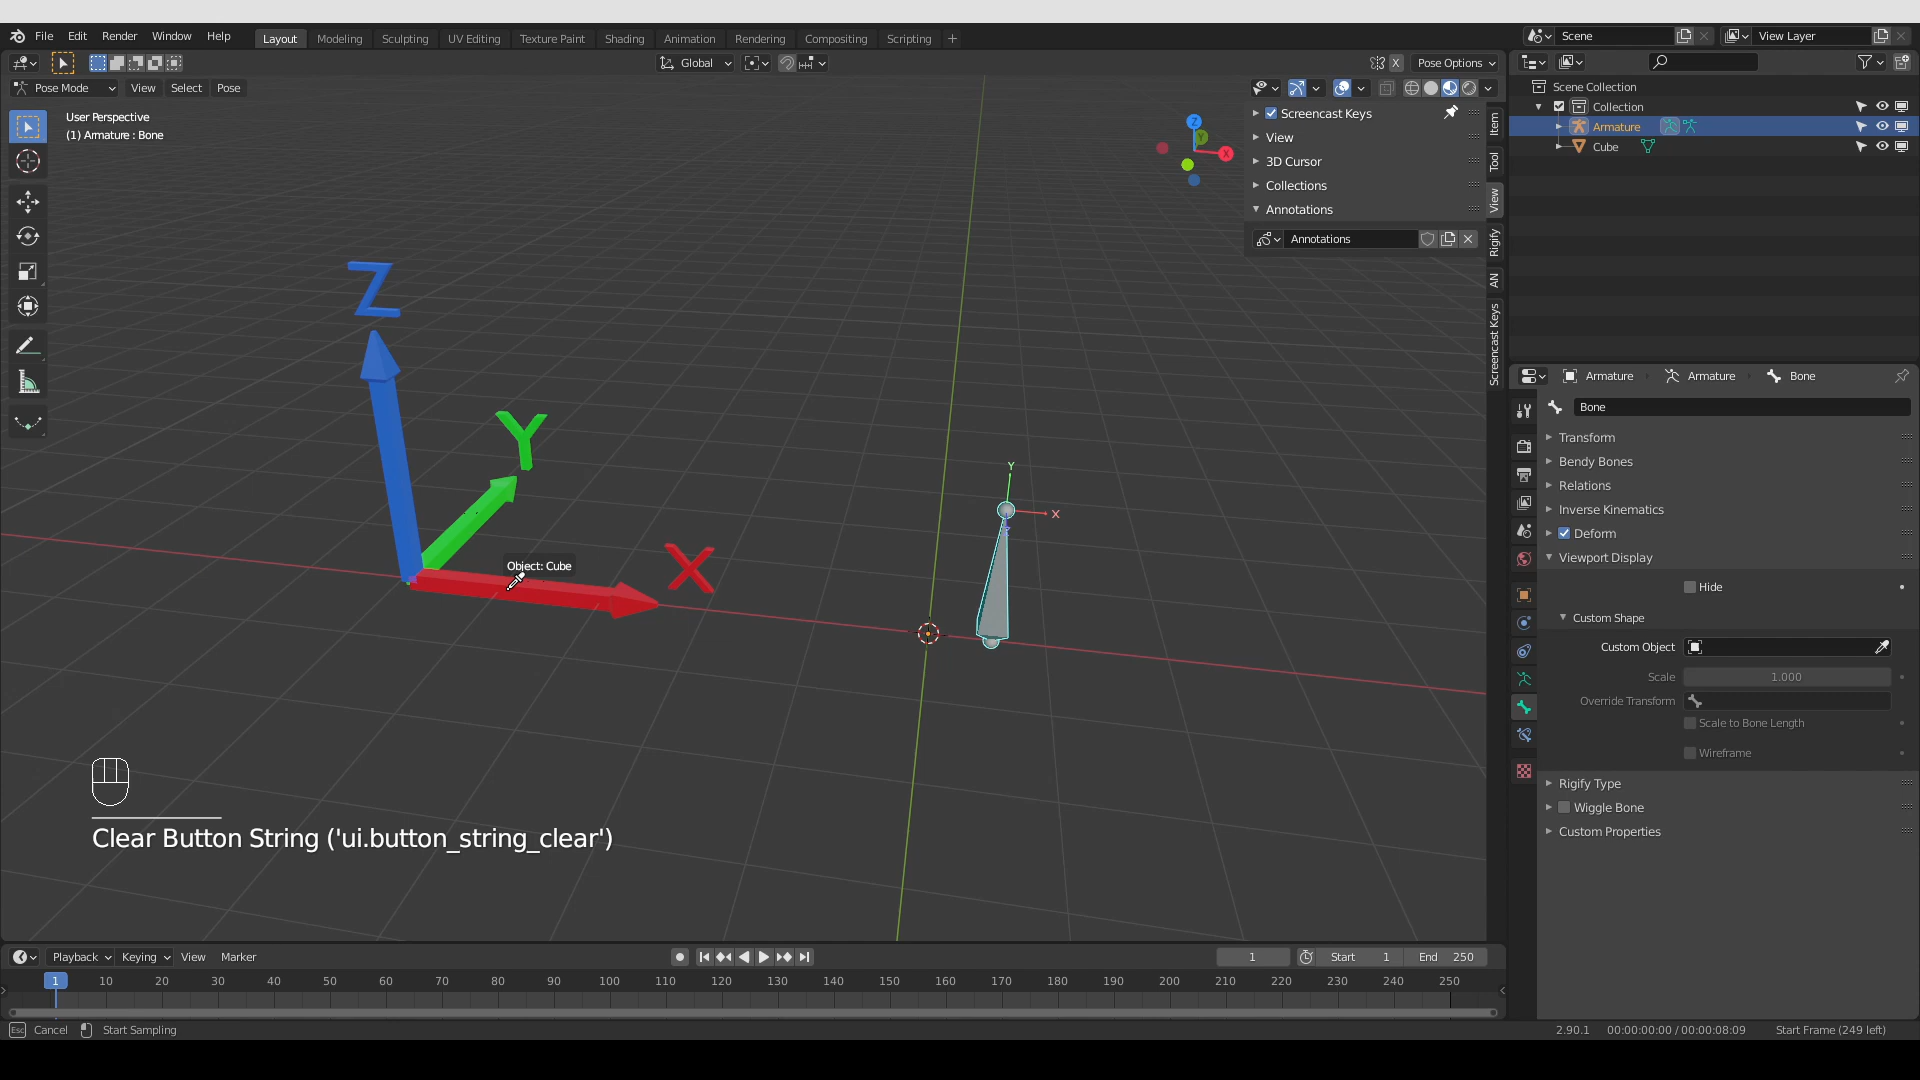 File Edit Render Window Help
Layout Modeling Sculpting UV Editing Texture Paint Shading Animation Rendering Compositing Scripting +
Scene
View Layer
Global
X
Pose Options
Pose Mode View Select Pose
User Perspective
(1) Armature : Bone
Screencast Keys
View
3D Cursor
Collections
Annotations
Annotations
Item
Tool
View
Rigify
AN
Screencast Keys
Scene Collection
Collection
Armature
Cube
Z
Y
X
Z
Y
X
Y
X
Object: Cube
Clear Button String ('ui.button_string_clear')
Armature Armature Bone
Bone
Transform
Bendy Bones
Relations
Inverse Kinematics
Deform
Viewport Display
Hide
Custom Shape
Custom Object
Scale 1.000
Override Transform
Scale to Bone Length
Wireframe
Rigify Type
Wiggle Bone
Custom Properties
Playback Keying View Marker
1 Start 1 End 250
1 10 20 30 40 50 60 70 80 90 100 110 120 130 140 150 160 170 180 190 200 210 220 230 240 250
Esc Cancel Start Sampling
2.90.1 00:00:00:00 / 00:00:08:09 Start Frame (249 left)